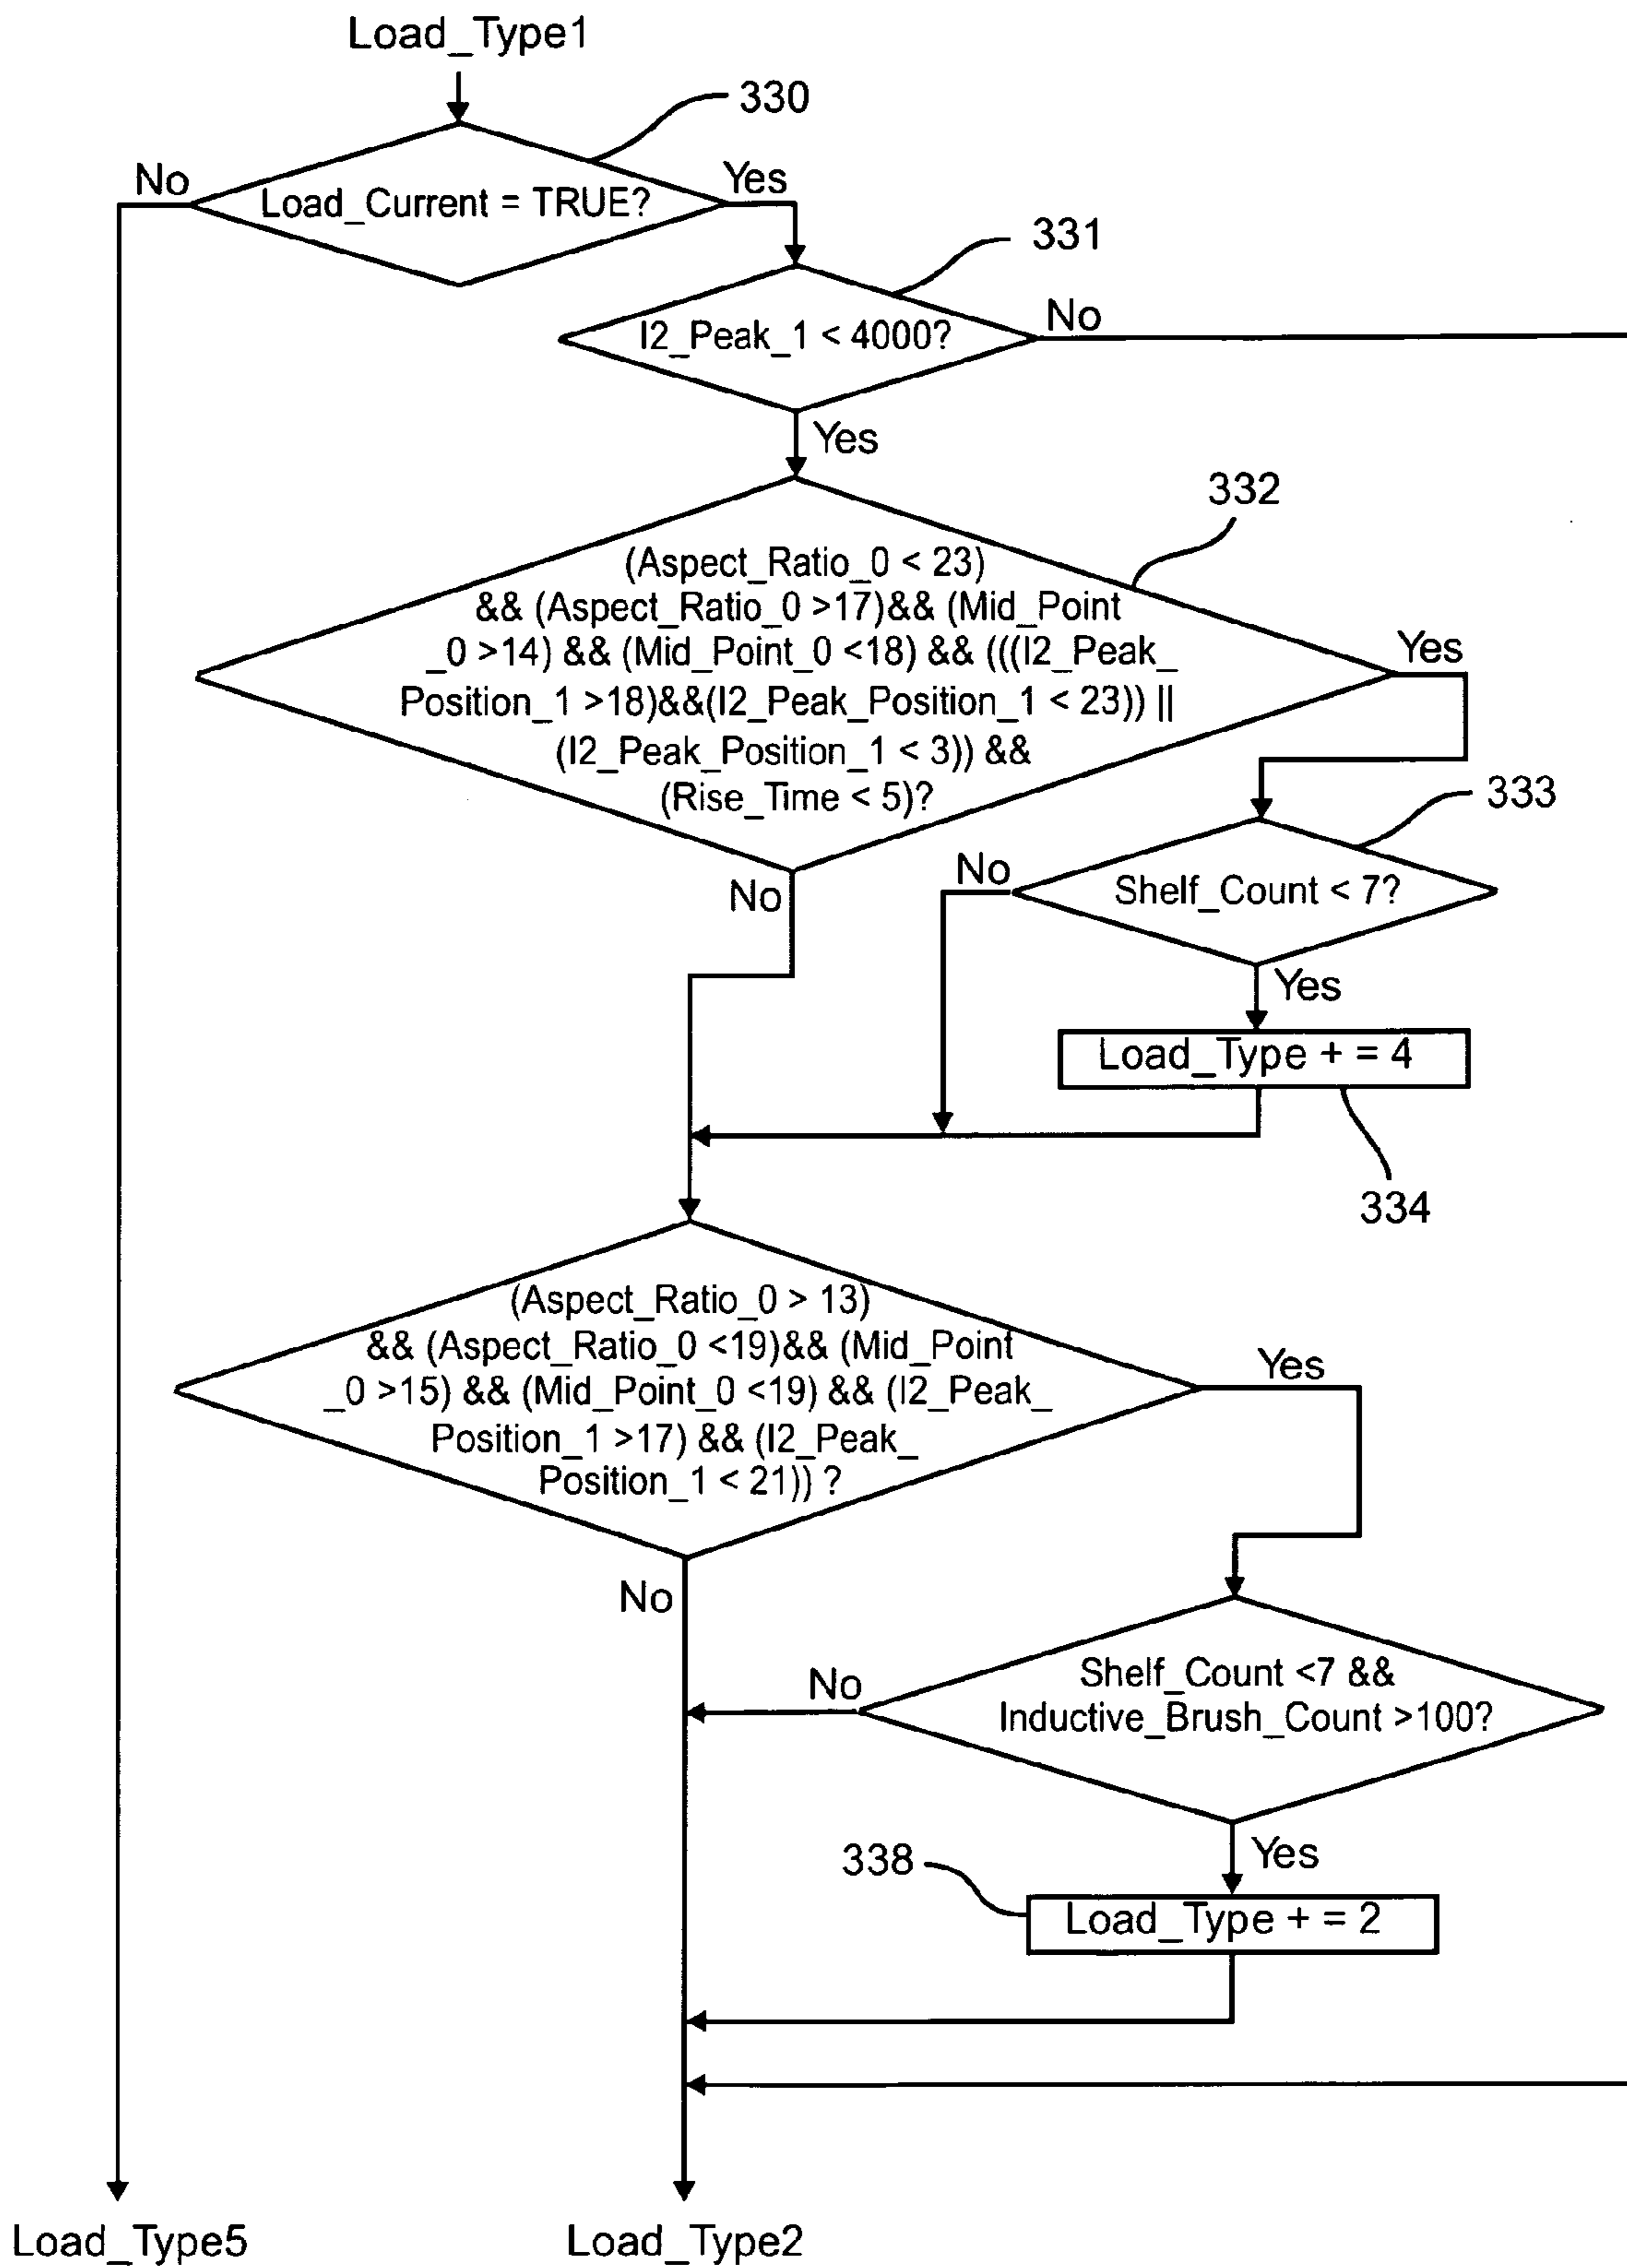 Load_Type1
330
No
Yes
Load_Current = TRUE?
331
I2_Peak_1 < 4000?
No
Yes
332
(Aspect_Ratio_0 < 23)
&& (Aspect_Ratio_0 >17)&& (Mid_Point
_0 >14) && (Mid_Point_0 <18) && (((I2_Peak_
Position_1 >18)&&(I2_Peak_Position_1 < 23)) ||
(I2_Peak_Position_1 < 3)) &&
(Rise_Time < 5)?
Yes
No
333
No
Shelf_Count < 7?
Yes
Load_Type + = 4
334
(Aspect_Ratio_0 > 13)
&& (Aspect_Ratio_0 <19)&& (Mid_Point
_0 >15) && (Mid_Point_0 <19) && (I2_Peak_
Position_1 >17) && (I2_Peak_
Position_1 < 21)) ?
Yes
No
No
Shelf_Count <7 &&
Inductive_Brush_Count >100?
Yes
338
Load_Type + = 2
Load_Type5
Load_Type2